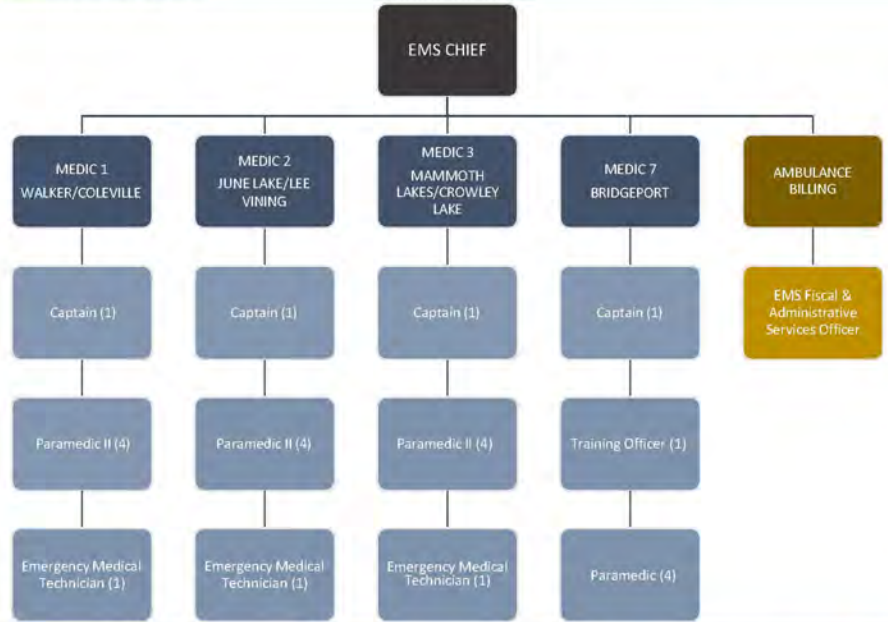 EMS CHIEF
MEDIC 1
WALKER/COLEVILLE
MEDIC 2
JUNE LAKE/LEE
VINING
MEDIC 3
MAMMOTH
LAKES/CROWLEY
LAKE
MEDIC 7
BRIDGEPORT
AMBULANCE
BILLING
Captain (1)
Captain (1)
Captain (1)
Captain (1)
EMS Fiscal &
Administrative
Services Officer
Paramedic II (4)
Paramedic II (4)
Paramedic II (4)
Training Officer (1)
Emergency Medical
Technician (1)
Emergency Medical
Technician (1)
Emergency Medical
Technician (1)
Paramedic (4)